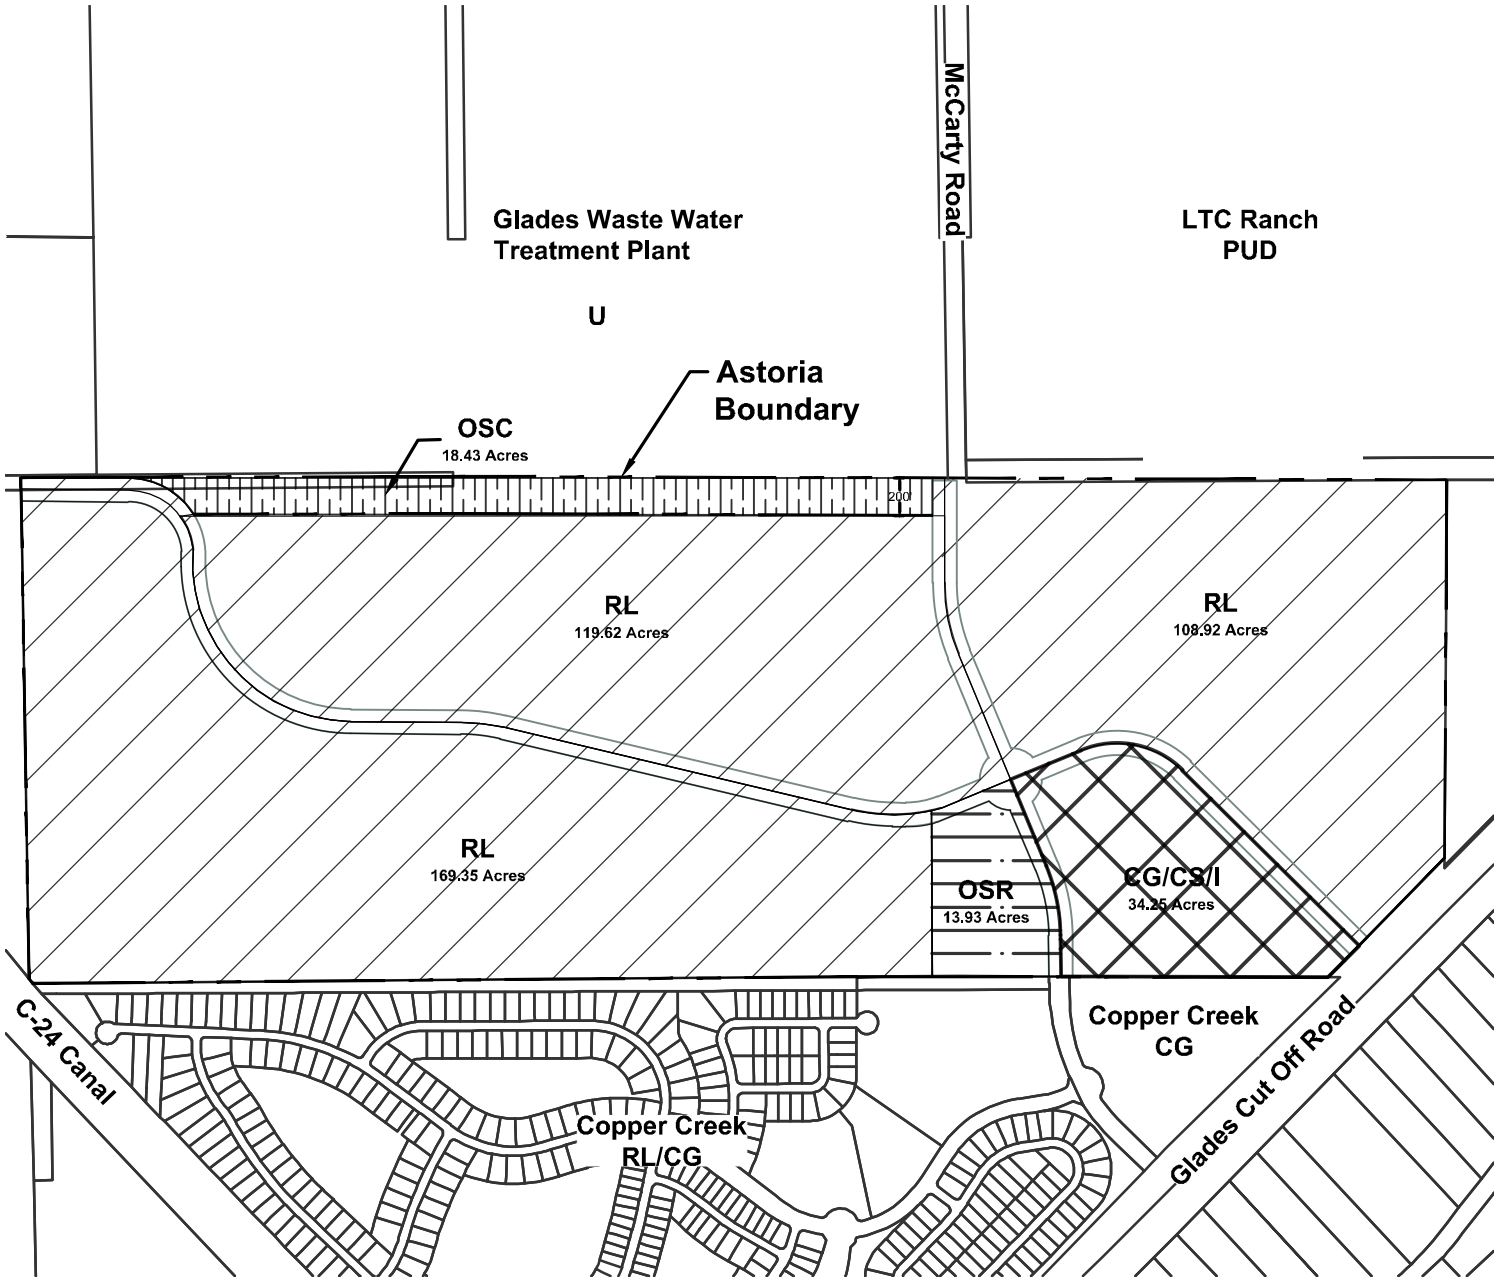 McCarty Road
Glades Waste Water
Treatment Plant
LTC Ranch
PUD
U
Astoria
Boundary
OSC
18.43 Acres
200'
RL
119.62 Acres
RL
108.92 Acres
RL
169.35 Acres
CG/CS/I
34.25 Acres
OSR
13.93 Acres
C-24 Canal
Copper Creek
CG
Glades Cut Off Road
Copper Creek
RL/CG